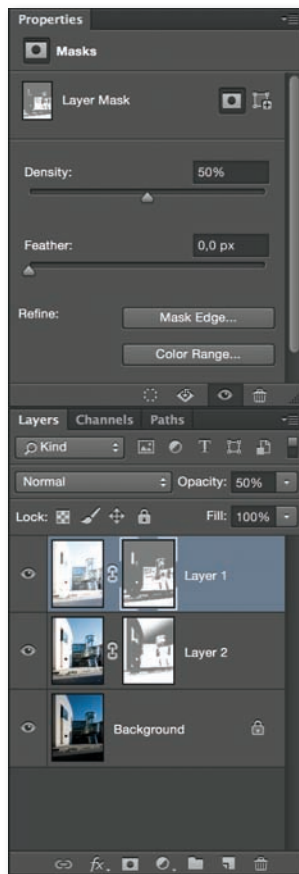 Properties
Masks
Layer Mask
Density: 50%
Feather: 0,0 px
Refine: Mask Edge...
Color Range...
Layers Channels Paths
Kind
Normal Opacity: 50%
Lock: Fill: 100%
Layer 1
Layer 2
Background
fx